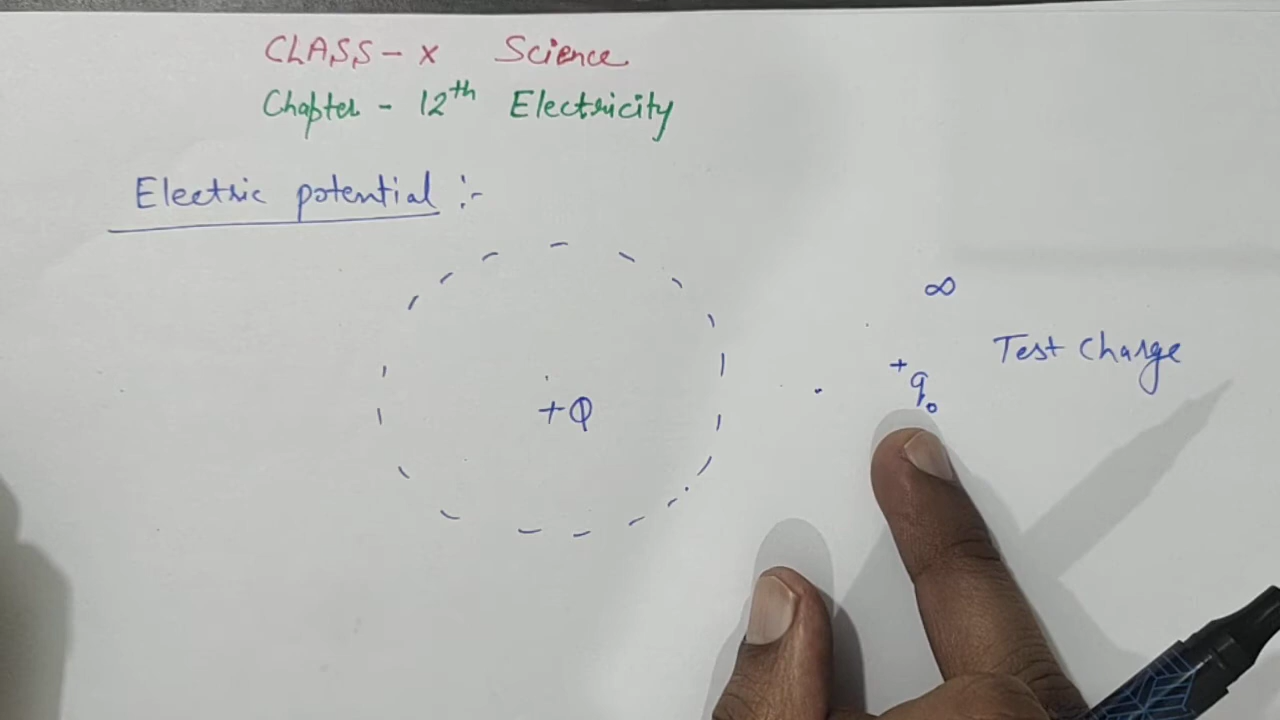 CLASS - X Science
Chapter - 12th Electricity
Electric potential :-
∞
Test Charge
+q₀
+Q